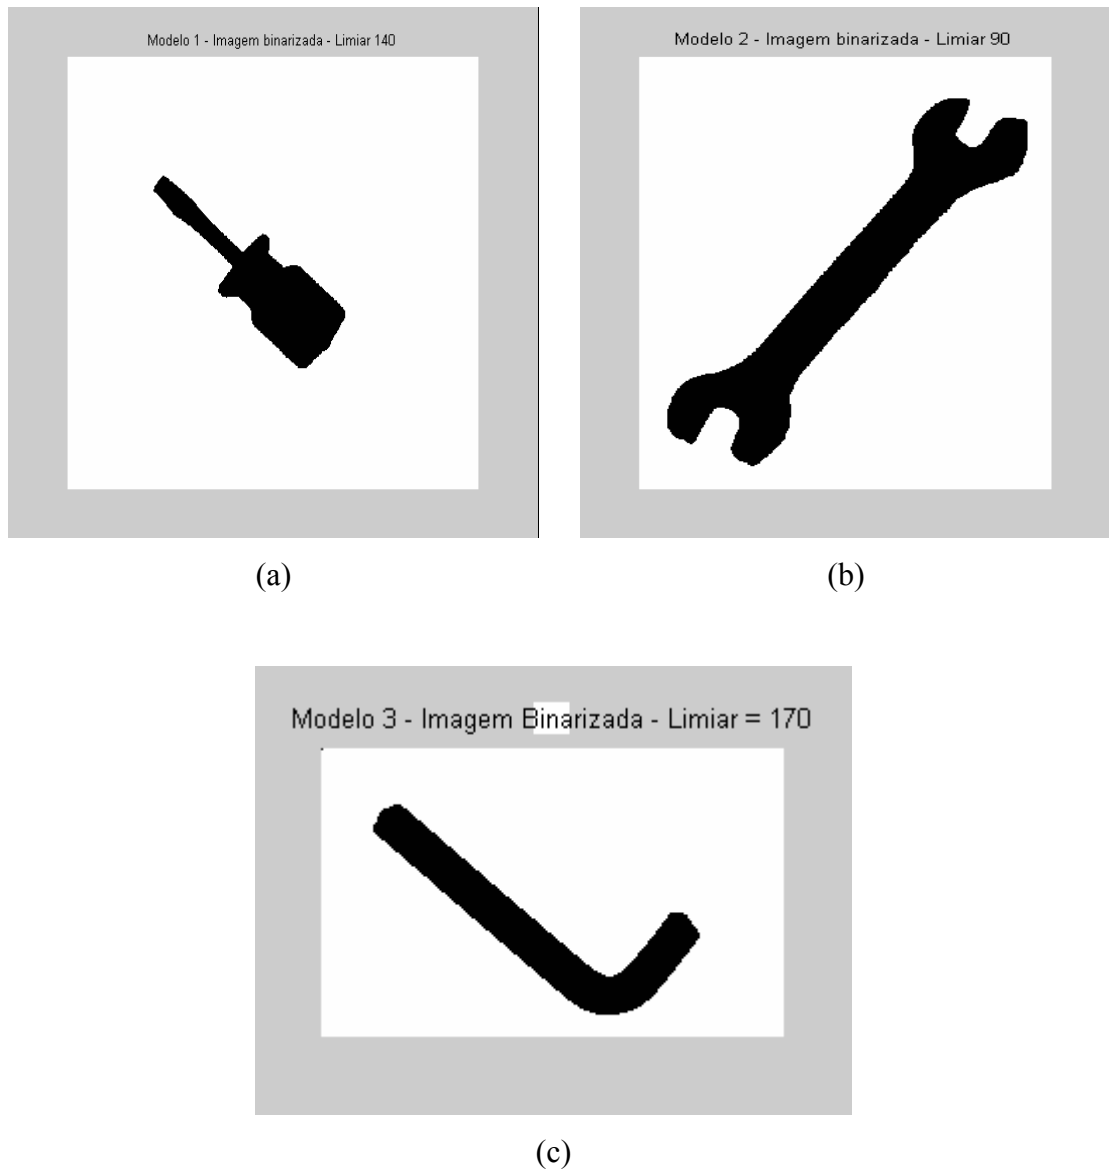 Modelo 1 - Imagem binarizada - Limiar 140
Modelo 2 - Imagem binarizada - Limiar 90
(a)
(b)
Modelo 3 - Imagem Binarizada - Limiar = 170
(c)